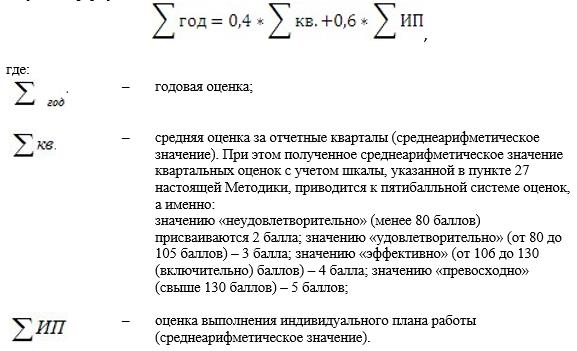 ∑ год = 0,4 * ∑ кв. +0,6 * ∑ ИП ,
где:
∑ год. – годовая оценка;
∑ кв. – средняя оценка за отчетные кварталы (среднеарифметическое
значение). При этом полученное среднеарифметическое значение
квартальных оценок с учетом шкалы, указанной в пункте 27
настоящей Методики, приводится к пятибалльной системе оценок,
а именно:
значению «неудовлетворительно» (менее 80 баллов)
присваиваются 2 балла; значению «удовлетворительно» (от 80 до
105 баллов) – 3 балла; значению «эффективно» (от 106 до 130
(включительно) баллов) – 4 балла; значению «превосходно»
(свыше 130 баллов) – 5 баллов;
∑ ИП – оценка выполнения индивидуального плана работы
(среднеарифметическое значение).